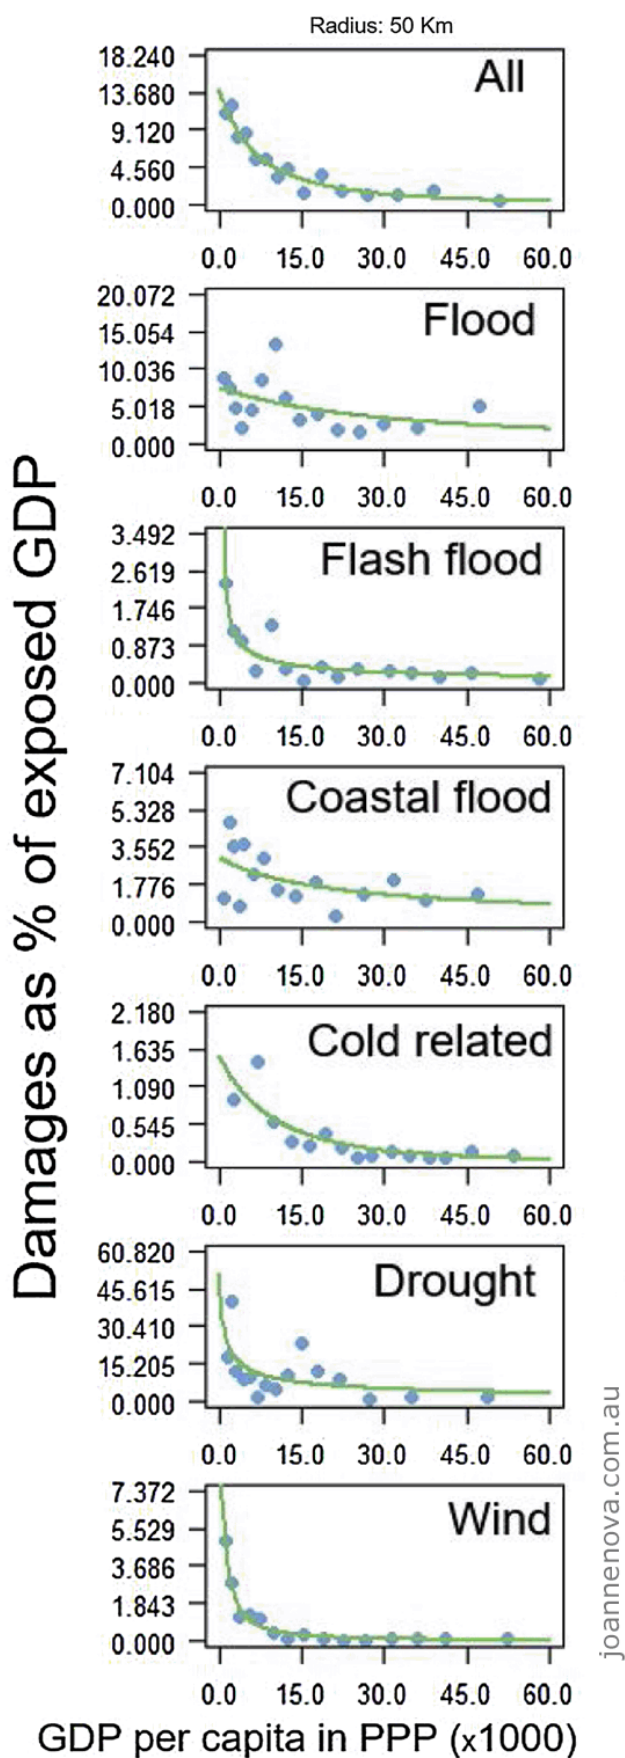 Radius: 50 Km
18.240
All
13.680
9.120
4.560
0.000
0.0 15.0 30.0 45.0 60.0
20.072
Flood
15.054
10.036
5.018
0.000
0.0 15.0 30.0 45.0 60.0
3.492
Flash flood
2.619
1.746
0.873
0.000
0.0 15.0 30.0 45.0 60.0
7.104
Coastal flood
5.328
3.552
1.776
0.000
0.0 15.0 30.0 45.0 60.0
2.180
Cold related
1.635
1.090
0.545
0.000
0.0 15.0 30.0 45.0 60.0
60.820
Drought
45.615
30.410
15.205
0.000
0.0 15.0 30.0 45.0 60.0
7.372
Wind
5.529
3.686
1.843
0.000
0.0 15.0 30.0 45.0 60.0
GDP per capita in PPP (x1000)
Damages as % of exposed GDP
joannenova.com.au